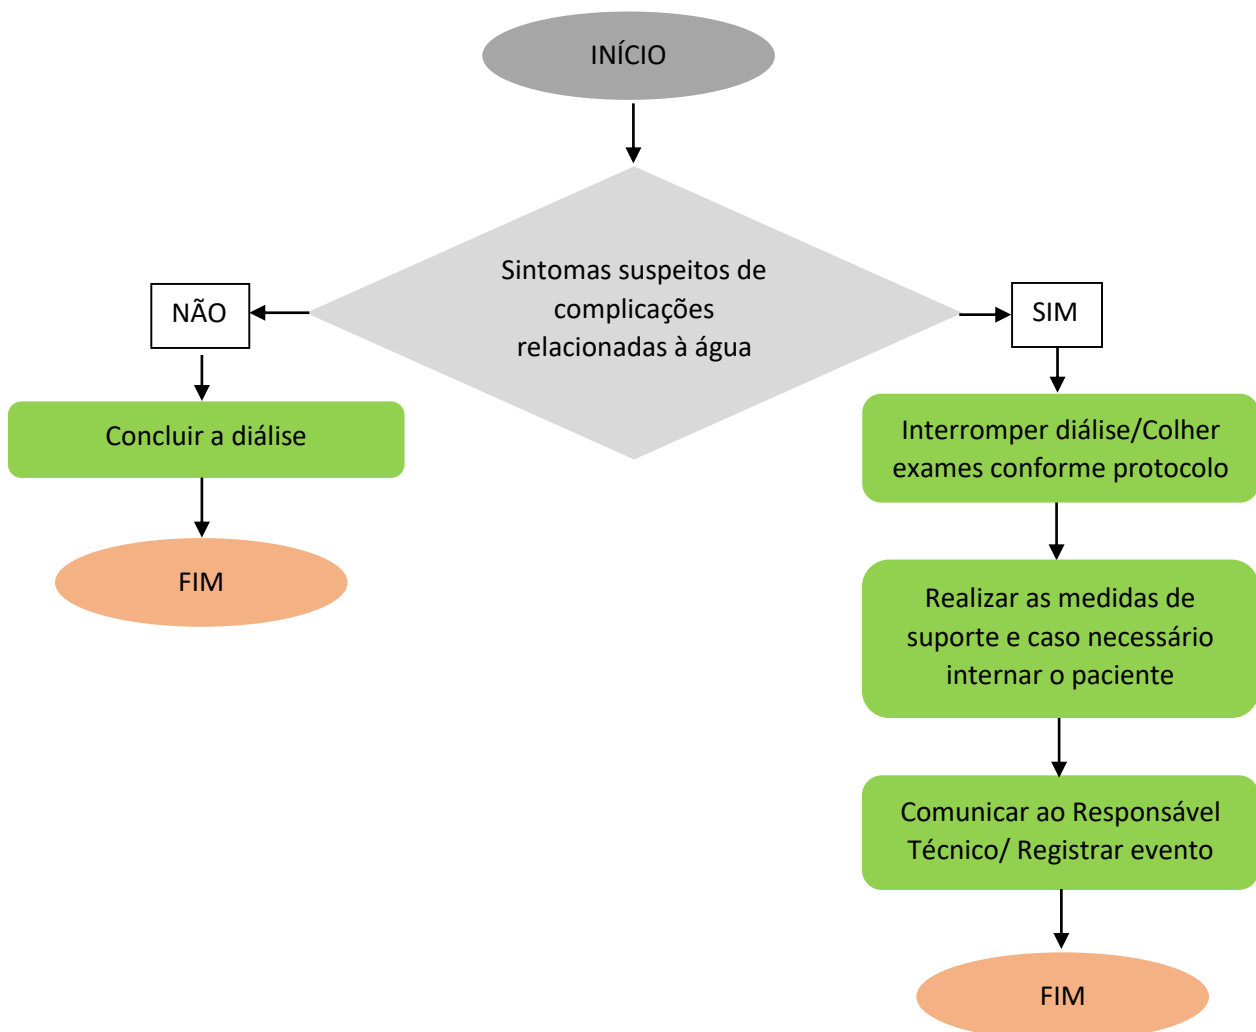 INÍCIO
Sintomas suspeitos de
complicações
relacionadas à água
NÃO
SIM
Concluir a diálise
FIM
Interromper diálise/Colher
exames conforme protocolo
Realizar as medidas de
suporte e caso necessário
internar o paciente
Comunicar ao Responsável
Técnico/ Registrar evento
FIM